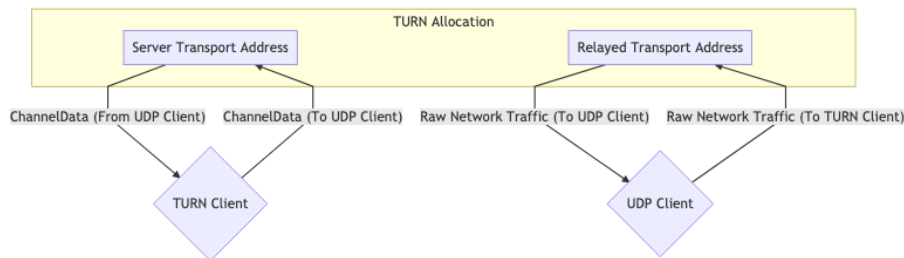 TURN Allocation
Server Transport Address
Relayed Transport Address
ChannelData (From UDP Client)
ChannelData (To UDP Client)
Raw Network Traffic (To UDP Client)
Raw Network Traffic (To TURN Client)
TURN Client
UDP Client